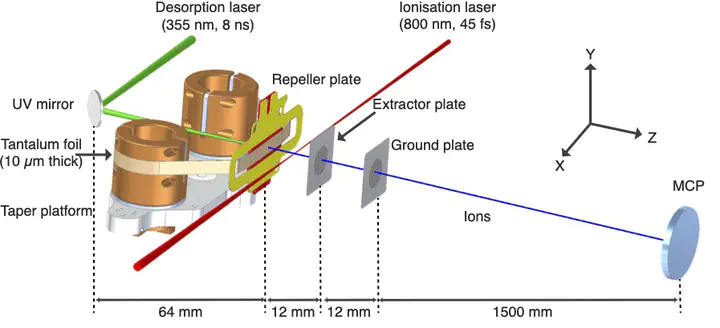 Desorption laser
(355 nm, 8 ns)
Ionisation laser
(800 nm, 45 fs)
Repeller plate
UV mirror
Extractor plate
Tantalum foil
(10 µm thick)
Ground plate
Taper platform
Ions
MCP
Y
Z
X
64 mm
12 mm
12 mm
1500 mm